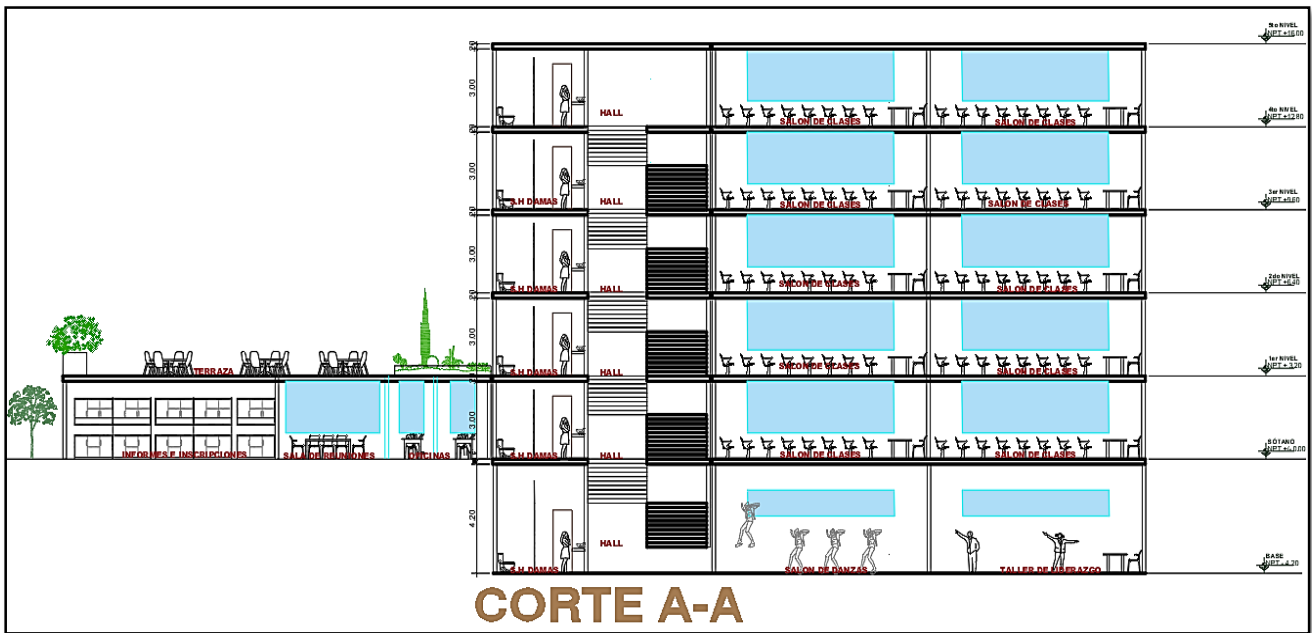 5to NIVEL
NPT +16.00
.20
3.00
HALL
SALON DE CLASES
SALON DE CLASES
4to NIVEL
NPT +12.80
3.00
S.H DAMAS
HALL
SALON DE CLASES
SALON DE CLASES
3er NIVEL
NPT +9.60
3.00
S.H DAMAS
HALL
SALON DE CLASES
SALON DE CLASES
2do NIVEL
NPT +6.40
3.00
TERRAZA
S.H DAMAS
HALL
SALON DE CLASES
SALON DE CLASES
1er NIVEL
NPT +3.20
3.00
INFORMES E INSCRIPCIONES
SALA DE REUNIONES
OFICINAS
S.H DAMAS
HALL
SALON DE CLASES
SALON DE CLASES
SÓTANO
4.20
HALL
S.H DAMAS
SALON DE DANZAS
TALLER DE LIDERAZGO
BASE
NPT -4.20
CORTE A-A